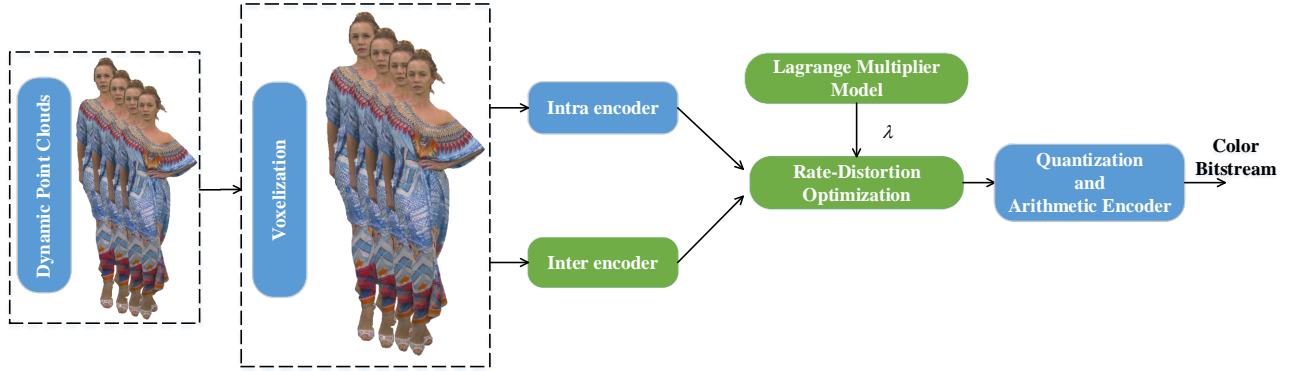 Dynamic Point Clouds
Voxelization
Intra encoder
Inter encoder
Lagrange Multiplier
Model
λ
Rate-Distortion
Optimization
Quantization
and
Arithmetic Encoder
Color
Bitstream